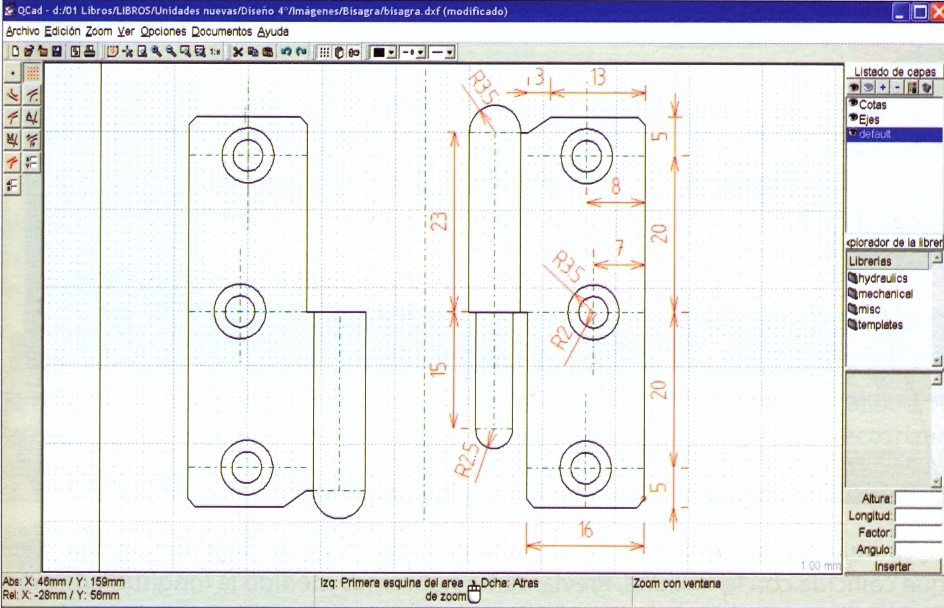 QCad - d:/01 Libros/LIBROS/Unidades nuevas/Diseño 4°/Imágenes/Bisagra/bisagra.dxf (modificado)
Archivo Edición Zoom Ver Opciones Documentos Ayuda
Listado de capas
Cotas
Ejes
default
3
13
R3.5
5
8
23
20
7
R3.5
R2
15
20
R2.5
5
16
xplorador de la librer
Librerias
hydraulics
mechanical
misc
templates
Altura:
Longitud:
Factor:
Angulo:
Insertar
1.00 mm
Abs: X: 46mm / Y: 159mm
Rel: X: -28mm / Y: 56mm
Izq: Primera esquina del area de zoom
Dcha: Atras
Zoom con ventana